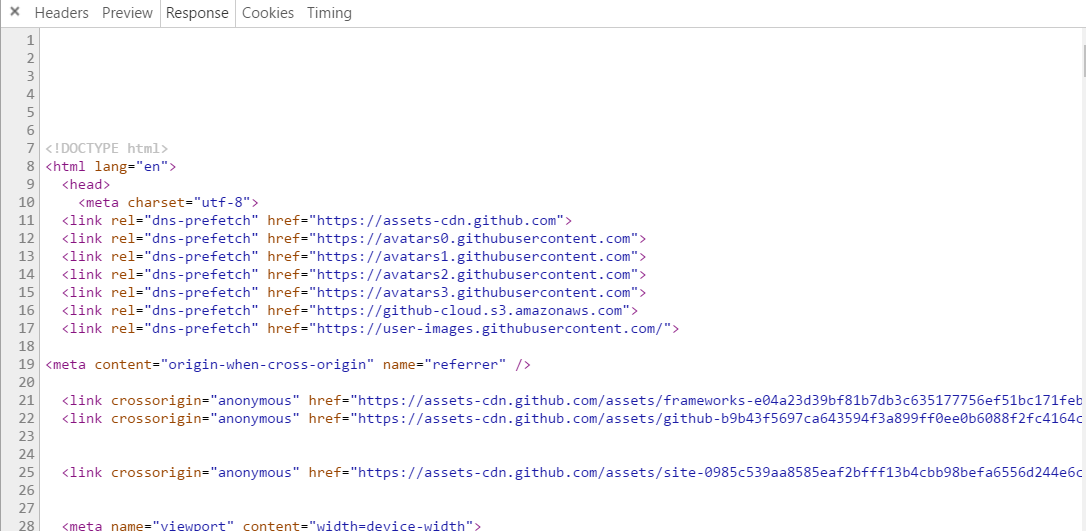 × Headers Preview Response Cookies Timing
1
2
3
4
5
6
7 <!DOCTYPE html>
8 <html lang="en">
9 <head>
10 <meta charset="utf-8">
11 <link rel="dns-prefetch" href="https://assets-cdn.github.com">
12 <link rel="dns-prefetch" href="https://avatars0.githubusercontent.com">
13 <link rel="dns-prefetch" href="https://avatars1.githubusercontent.com">
14 <link rel="dns-prefetch" href="https://avatars2.githubusercontent.com">
15 <link rel="dns-prefetch" href="https://avatars3.githubusercontent.com">
16 <link rel="dns-prefetch" href="https://github-cloud.s3.amazonaws.com">
17 <link rel="dns-prefetch" href="https://user-images.githubusercontent.com/">
18
19 <meta content="origin-when-cross-origin" name="referrer" />
20
21 <link crossorigin="anonymous" href="https://assets-cdn.github.com/assets/frameworks-e04a23d39bf81b7db3c635177756ef51bc171feb
22 <link crossorigin="anonymous" href="https://assets-cdn.github.com/assets/github-b9b43f5697ca643594f3a899ff0ee0b6088f2fc4164c
23
24
25 <link crossorigin="anonymous" href="https://assets-cdn.github.com/assets/site-0985c539aa8585eaf2bfff13b4cbb98befa6556d244e6c
26
27
28 <meta name="viewport" content="width=device-width">